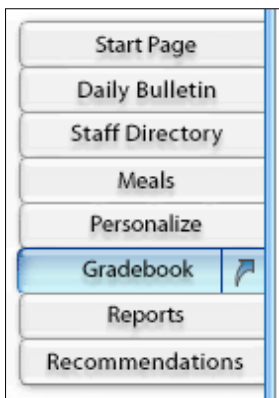 Start Page
Daily Bulletin
Staff Directory
Meals
Personalize
Gradebook
Reports
Recommendations